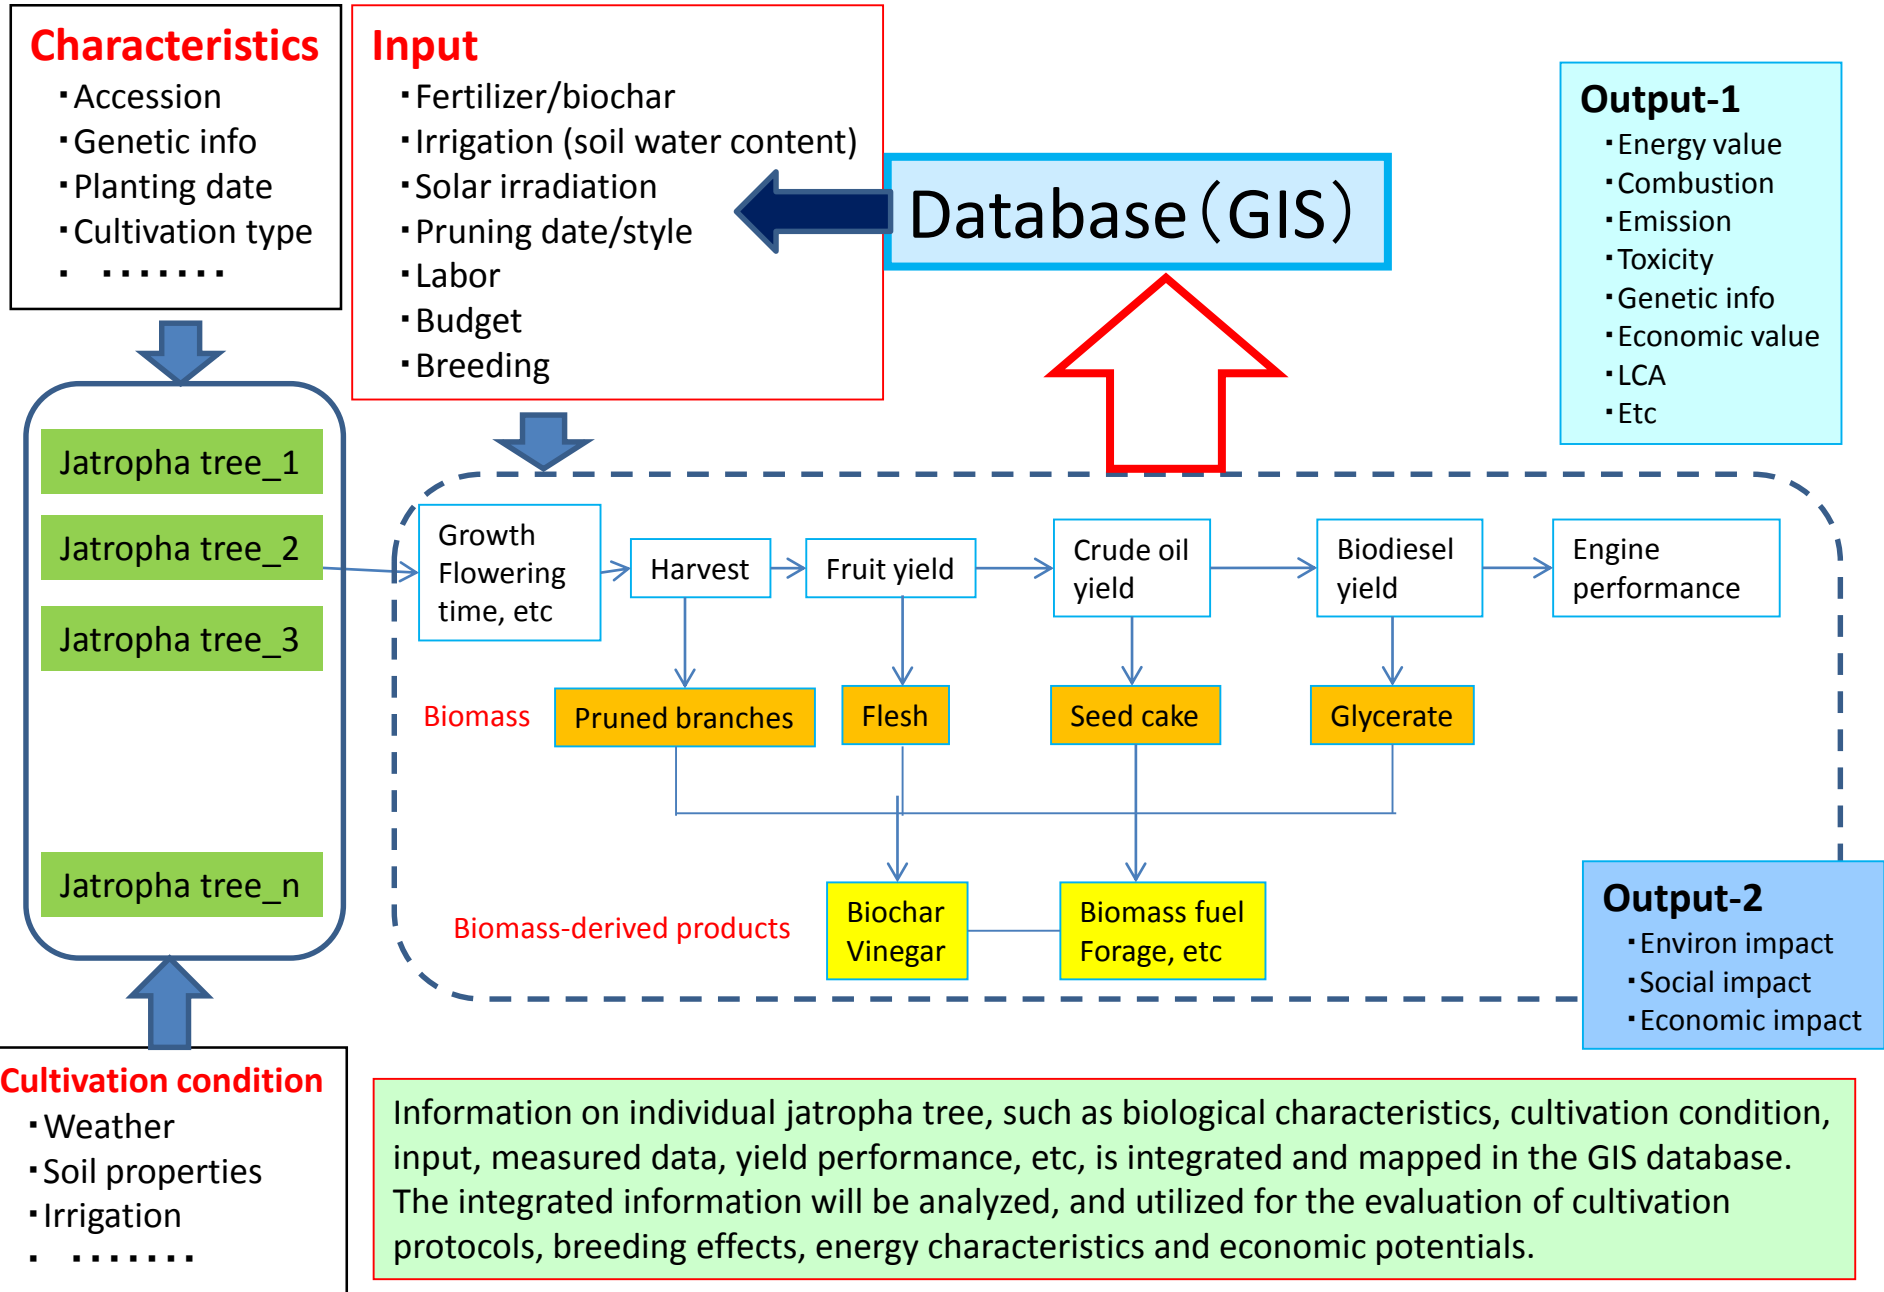 Characteristics
・Accession
・Genetic info
・Planting date
・Cultivation type
・ ・・・・・・・
Input
・Fertilizer/biochar
・Irrigation (soil water content)
・Solar irradiation
・Pruning date/style
・Labor
・Budget
・Breeding
Database（GIS）
Output-1
・Energy value
・Combustion
・Emission
・Toxicity
・Genetic info
・Economic value
・LCA
・Etc
Jatropha tree_1
Jatropha tree_2
Jatropha tree_3
Jatropha tree_n
Growth
Flowering
time, etc
Harvest
Fruit yield
Crude oil
yield
Biodiesel
yield
Engine
performance
Biomass
Pruned branches
Flesh
Seed cake
Glycerate
Biomass-derived products
Biochar
Vinegar
Biomass fuel
Forage, etc
Output-2
・Environ impact
・Social impact
・Economic impact
Cultivation condition
・Weather
・Soil properties
・Irrigation
・ ・・・・・・・
Information on individual jatropha tree, such as biological characteristics, cultivation condition,
input, measured data, yield performance, etc, is integrated and mapped in the GIS database.
The integrated information will be analyzed, and utilized for the evaluation of cultivation
protocols, breeding effects, energy characteristics and economic potentials.